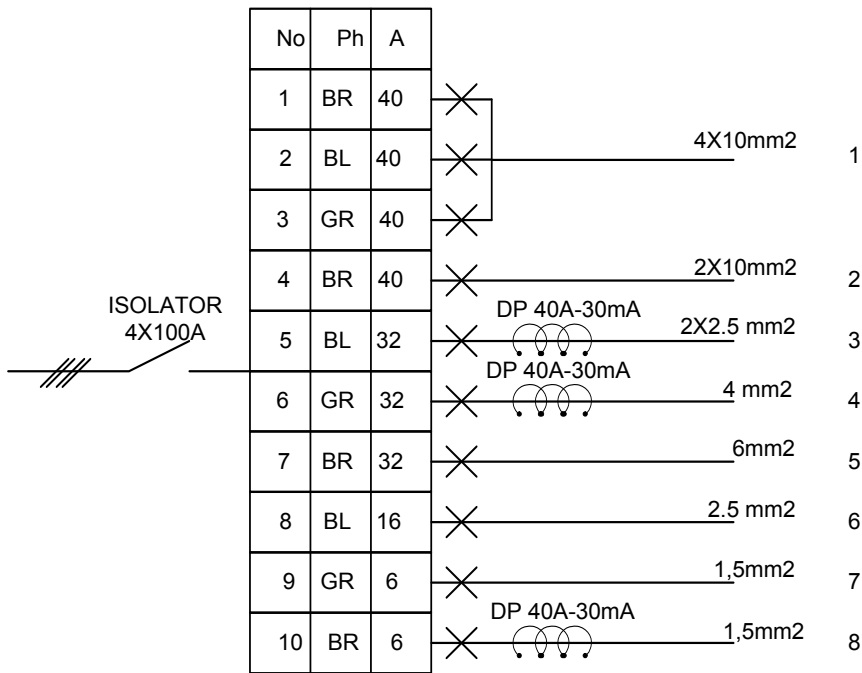 No Ph A
1 BR 40
4X10mm2 1
2 BL 40
3 GR 40
4 BR 40 2X10mm2 2
ISOLATOR
4X100A
DP 40A-30mA
5 BL 32 2X2.5 mm2 3
DP 40A-30mA
6 GR 32 4 mm2 4
7 BR 32 6mm2 5
8 BL 16 2.5 mm2 6
9 GR 6 1,5mm2 7
DP 40A-30mA
10 BR 6 1,5mm2 8